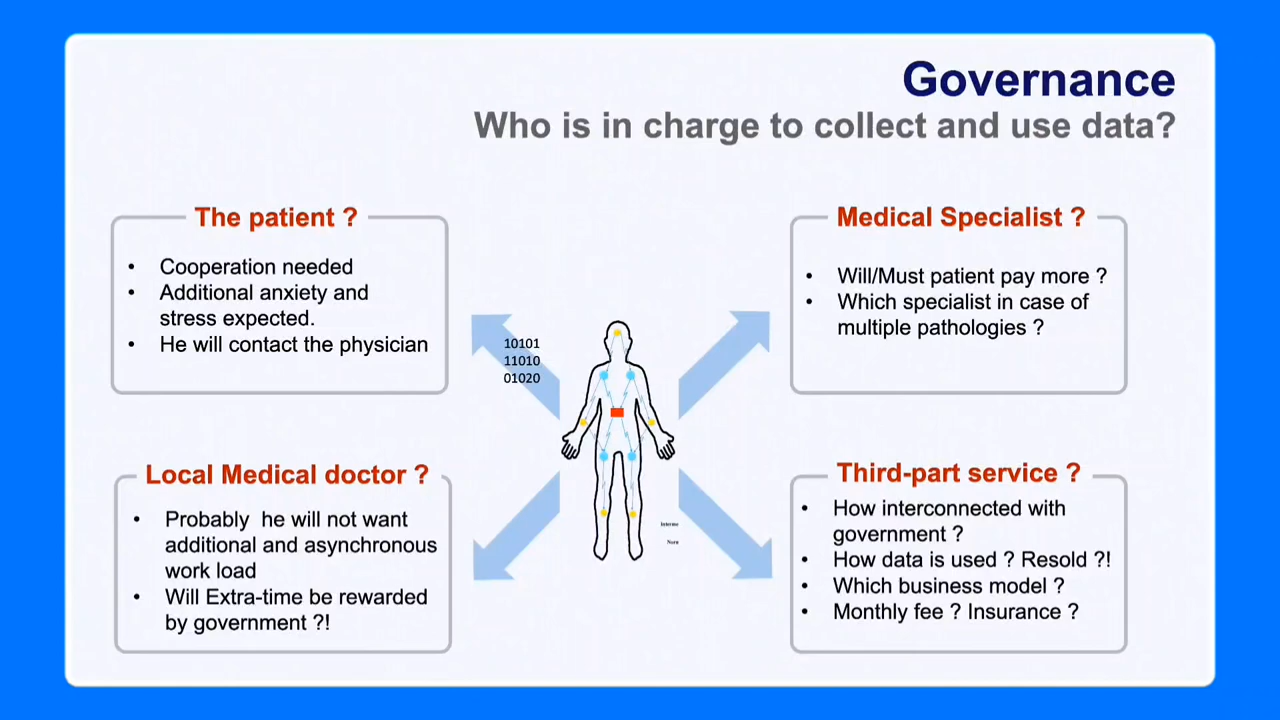 Governance
Who is in charge to collect and use data?
The patient ?
• Cooperation needed
• Additional anxiety and
stress expected.
• He will contact the physician
Medical Specialist ?
• Will/Must patient pay more ?
• Which specialist in case of
multiple pathologies ?
10101
11010
01020
Local Medical doctor ?
• Probably he will not want
additional and asynchronous
work load
• Will Extra-time be rewarded
by government ?!
Third-part service ?
• How interconnected with
government ?
• How data is used ? Resold ?!
• Which business model ?
• Monthly fee ? Insurance ?